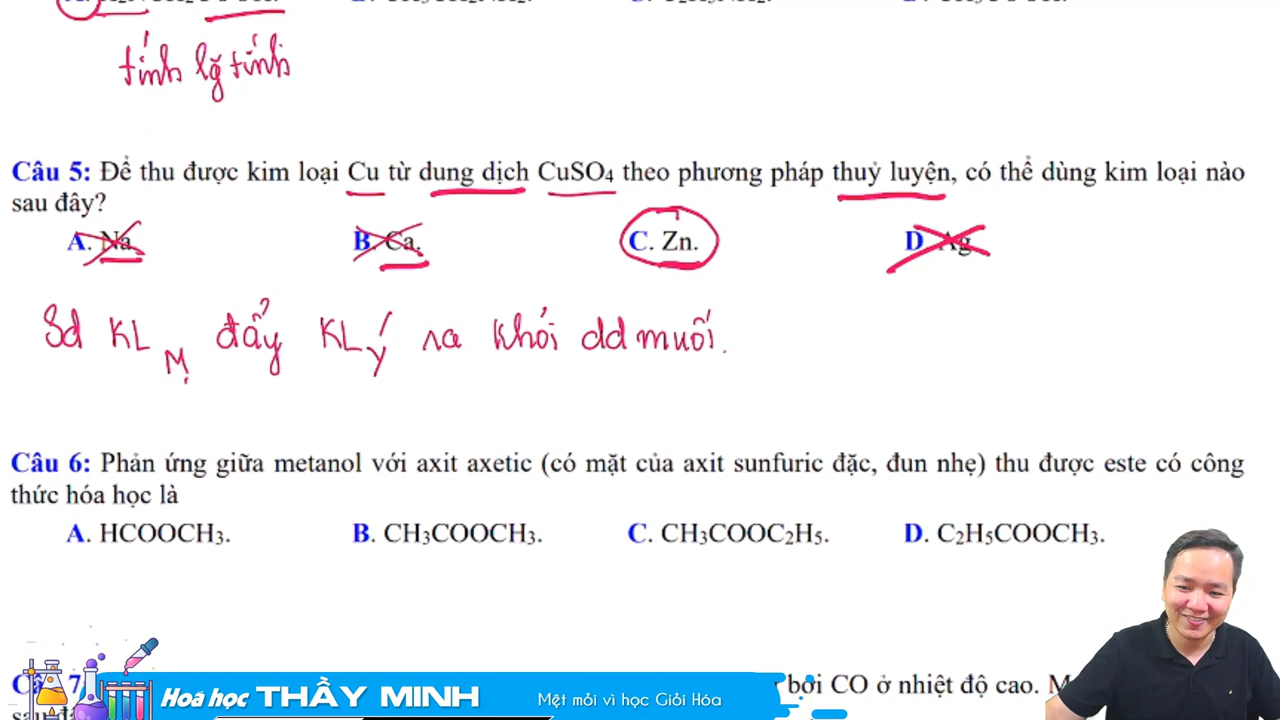 tính lg tính
Câu 5: Để thu được kim loại Cu từ dung dịch CuSO₄ theo phương pháp thuỷ luyện, có thể dùng kim loại nào
sau đây?
A. Na. B. Ca. C. Zn. D Ag
Sd KL M đẩy KL Y ra khỏi dd muối.
Câu 6: Phản ứng giữa metanol với axit axetic (có mặt của axit sunfuric đặc, đun nhẹ) thu được este có công
thức hóa học là
A. HCOOCH₃. B. CH₃COOCH₃. C. CH₃COOC₂H₅. D. C₂H₅COOCH₃.
bởi CO ở nhiệt độ cao.
Hoá học THẦY MINH Mệt mỏi vì học Giỏi Hóa